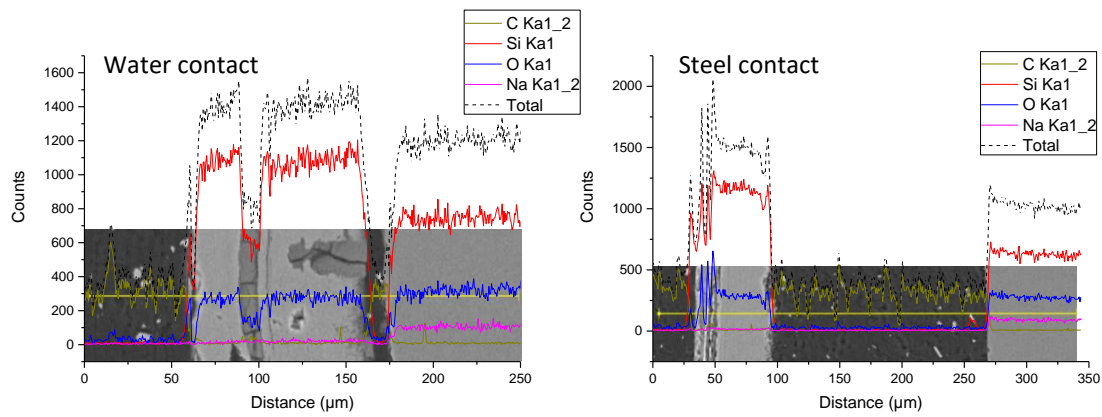 Water contact
C Ka1_2
Si Ka1
O Ka1
Na Ka1_2
Total
Counts
1600
1400
1200
1000
800
600
400
200
0
0 50 100 150 200 250
Distance (µm)
Steel contact
C Ka1_2
Si Ka1
O Ka1
Na Ka1_2
Total
Counts
2000
1500
1000
500
0
0 50 100 150 200 250 300 350
Distance (µm)